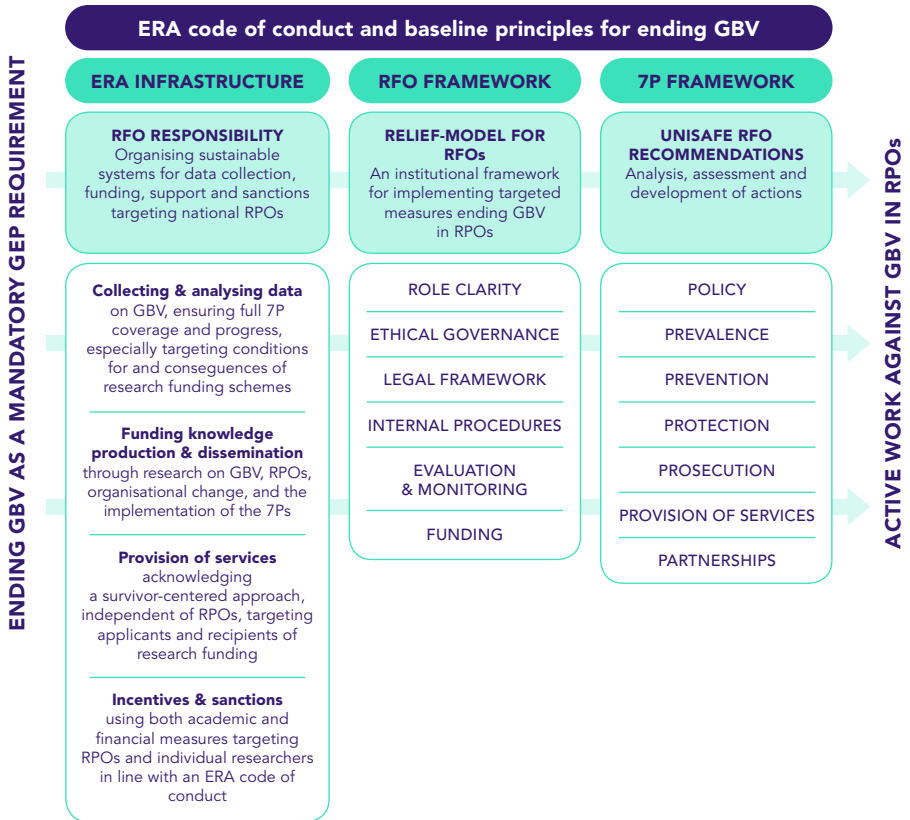 ERA code of conduct and baseline principles for ending GBV
ENDING GBV AS A MANDATORY GEP REQUIREMENT
ERA INFRASTRUCTURE
RFO RESPONSIBILITY
Organising sustainable
systems for data collection,
funding, support and sanctions
targeting national RPOs
Collecting & analysing data
on GBV, ensuring full 7P
coverage and progress,
especially targeting conditions
for and conseguences of
research funding schemes
Funding knowledge
production & dissemination
through research on GBV, RPOs,
organisational change, and the
implementation of the 7Ps
Provision of services
acknowledging
a survivor-centered approach,
independent of RPOs, targeting
applicants and recipients of
research funding
Incentives & sanctions
using both academic and
financial measures targeting
RPOs and individual researchers
in line with an ERA code of
conduct
RFO FRAMEWORK
RELIEF-MODEL FOR
RFOs
An institutional framework
for implementing targeted
measures ending GBV
in RPOs
ROLE CLARITY
ETHICAL GOVERNANCE
LEGAL FRAMEWORK
INTERNAL PROCEDURES
EVALUATION
& MONITORING
FUNDING
7P FRAMEWORK
UNISAFE RFO
RECOMMENDATIONS
Analysis, assessment and
development of actions
POLICY
PREVALENCE
PREVENTION
PROTECTION
PROSECUTION
PROVISION OF SERVICES
PARTNERSHIPS
ACTIVE WORK AGAINST GBV IN RPOs